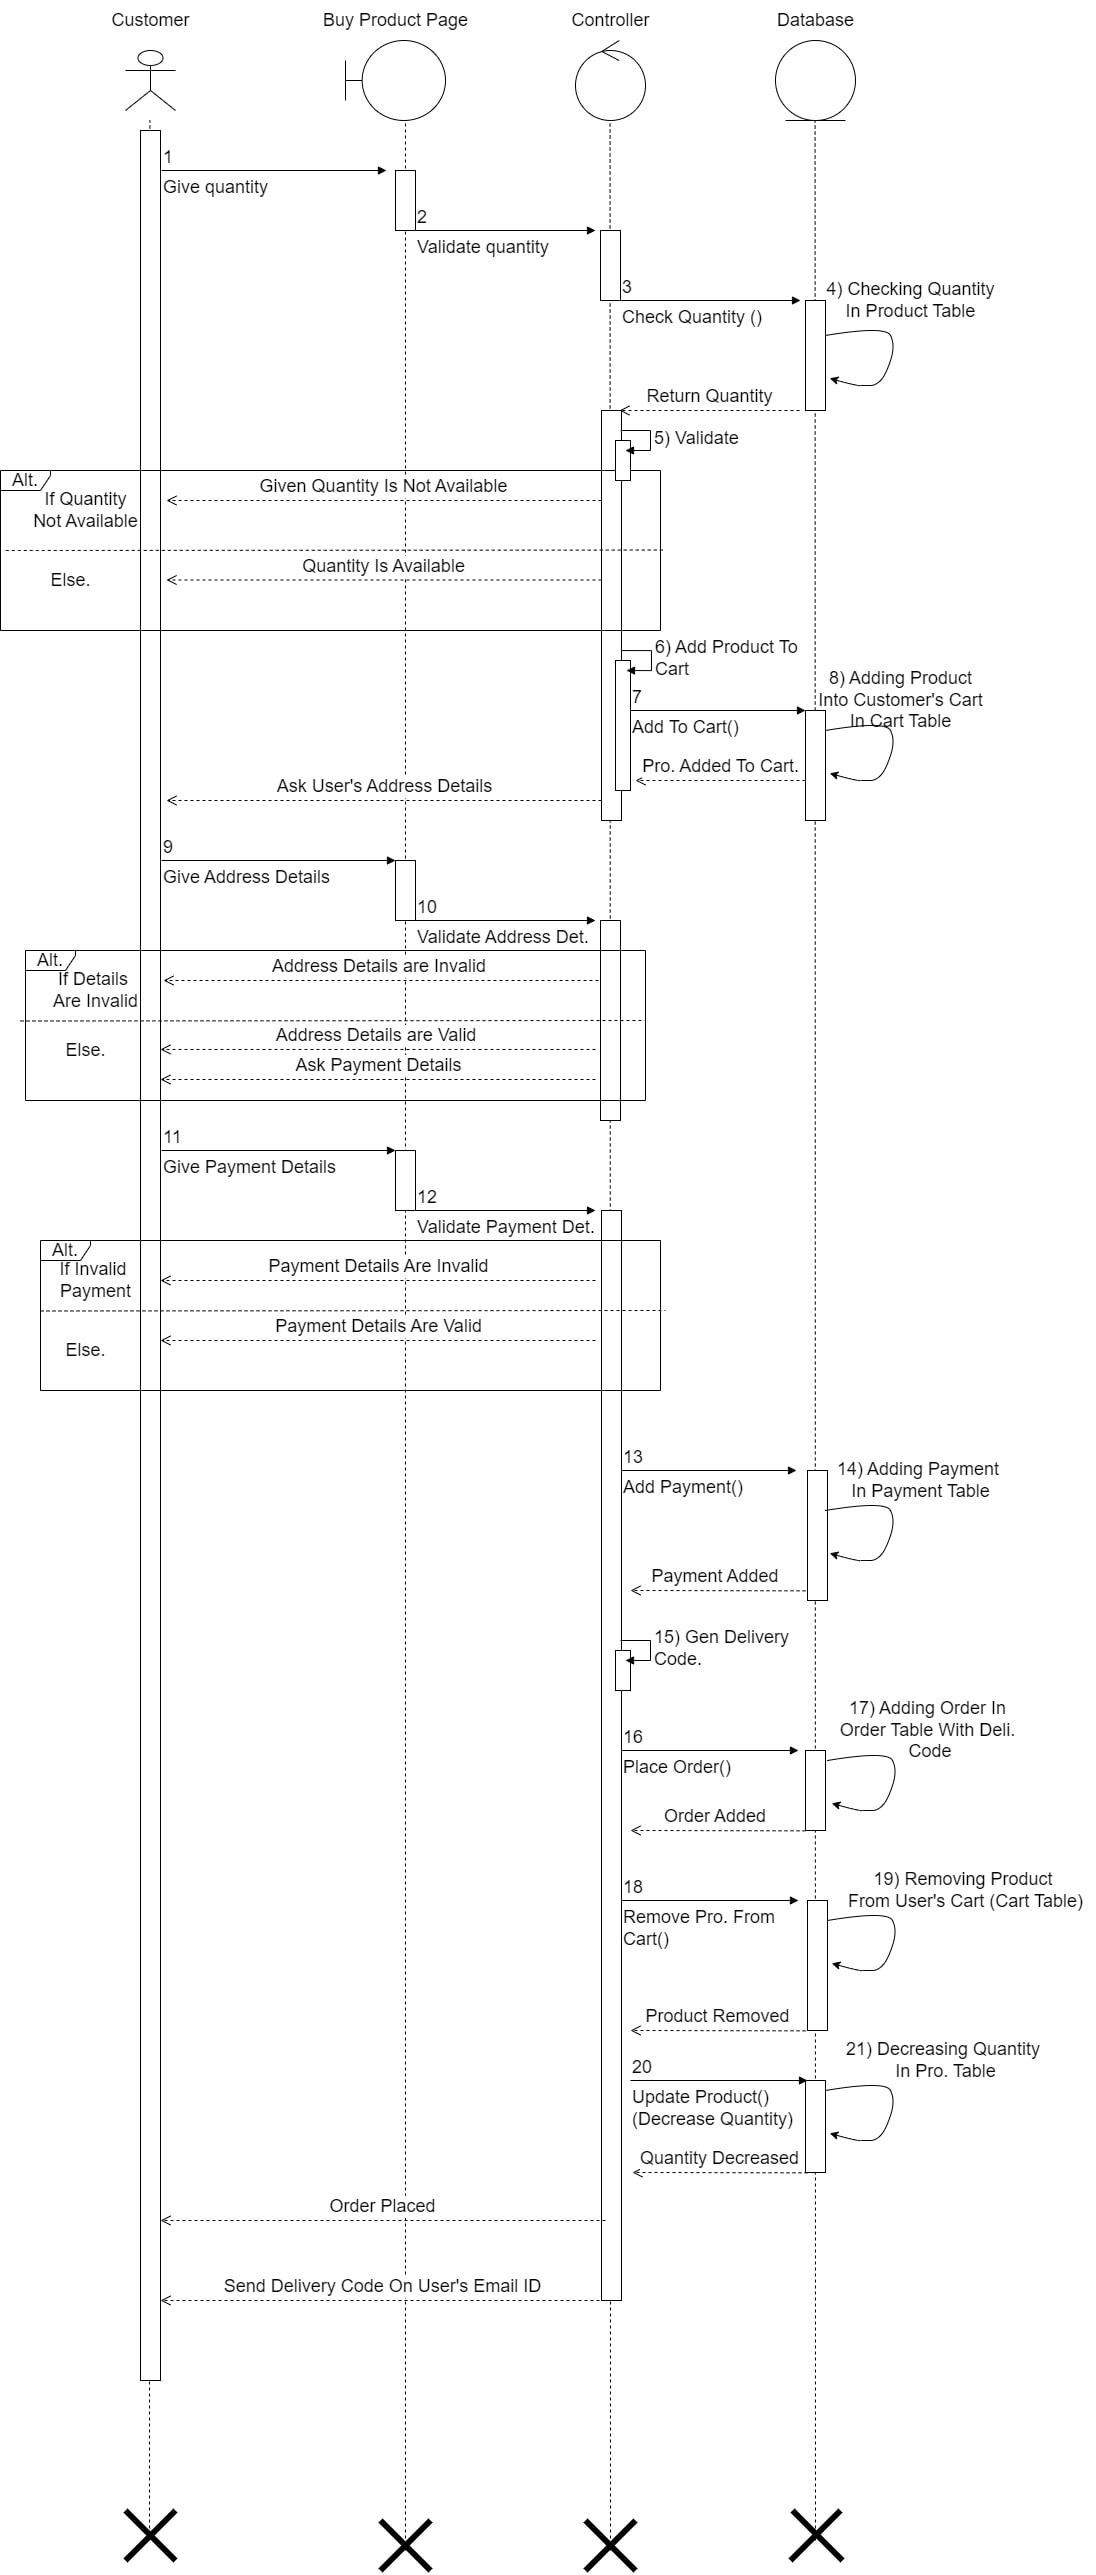 Customer
Buy Product Page
Controller
Database
1
Give quantity
2
Validate quantity
3
Check Quantity ()
4) Checking Quantity
In Product Table
Return Quantity
5) Validate
Alt.
If Quantity
Not Available
Given Quantity Is Not Available
Else.
Quantity Is Available
6) Add Product To
Cart
7
Add To Cart()
8) Adding Product
Into Customer's Cart
In Cart Table
Pro. Added To Cart.
Ask User's Address Details
9
Give Address Details
10
Validate Address Det.
Alt.
If Details
Are Invalid
Address Details are Invalid
Else.
Address Details are Valid
Ask Payment Details
11
Give Payment Details
12
Validate Payment Det.
Alt.
If Invalid
Payment
Payment Details Are Invalid
Else.
Payment Details Are Valid
13
Add Payment()
14) Adding Payment
In Payment Table
Payment Added
15) Gen Delivery
Code.
16
Place Order()
17) Adding Order In
Order Table With Deli.
Code
Order Added
18
Remove Pro. From
Cart()
19) Removing Product
From User's Cart (Cart Table)
Product Removed
20
Update Product()
(Decrease Quantity)
21) Decreasing Quantity
In Pro. Table
Quantity Decreased
Order Placed
Send Delivery Code On User's Email ID